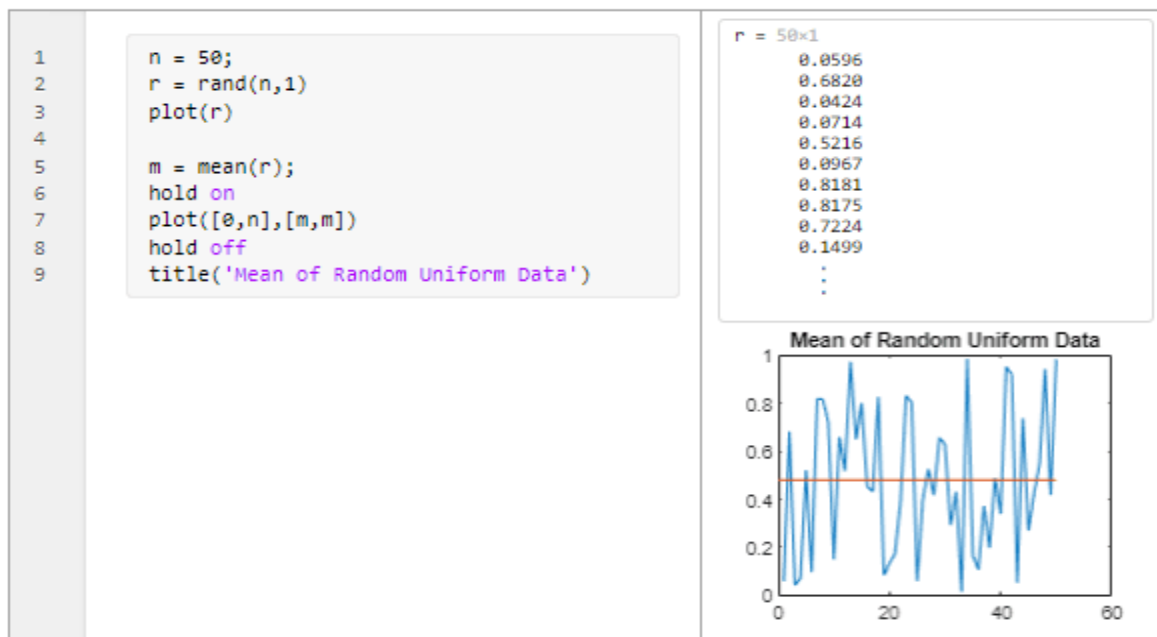 1 n = 50;
2 r = rand(n,1)
3 plot(r)
4
5 m = mean(r);
6 hold on
7 plot([0,n],[m,m])
8 hold off
9 title('Mean of Random Uniform Data')
r = 50×1
0.0596
0.6820
0.0424
0.0714
0.5216
0.0967
0.8181
0.8175
0.7224
0.1499
⋮
Mean of Random Uniform Data
1
0.8
0.6
0.4
0.2
0
0 20 40 60